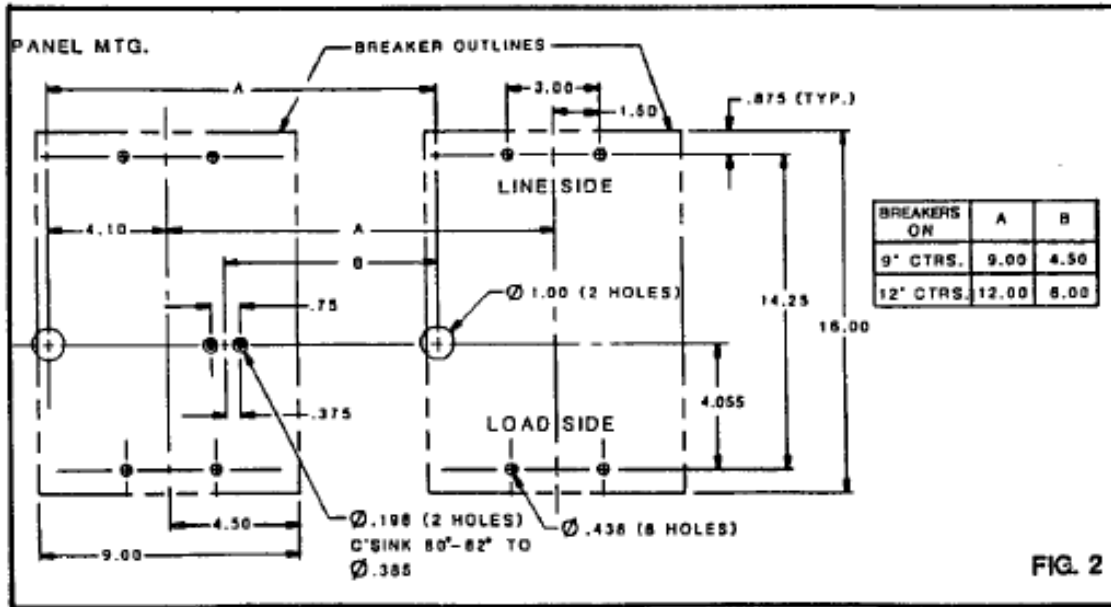 PANEL MTG.
BREAKER OUTLINES
A
3.00
.875 (TYP.)
1.50
LINE SIDE
4.10
A
B
Ø 1.00 (2 HOLES)
.75
14.25
16.00
4.055
.375
LOAD SIDE
4.50
9.00
Ø.196 (2 HOLES)
C'SINK 80°-82° TO
Ø.385
Ø.438 (8 HOLES)
BREAKERS ON A B
9" CTRS. 9.00 4.50
12" CTRS. 12.00 6.00
FIG. 2